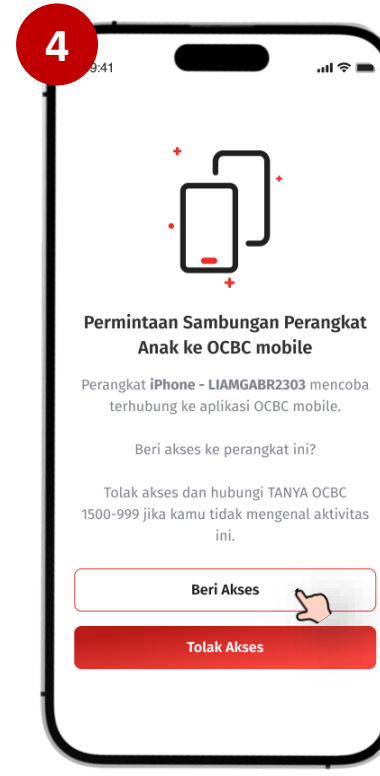 4
9:41
Permintaan Sambungan Perangkat
Anak ke OCBC mobile
Perangkat iPhone - LIAMGABR2303 mencoba
terhubung ke aplikasi OCBC mobile.
Beri akses ke perangkat ini?
Tolak akses dan hubungi TANYA OCBC
1500-999 jika kamu tidak mengenal aktivitas
ini.
Beri Akses
Tolak Akses